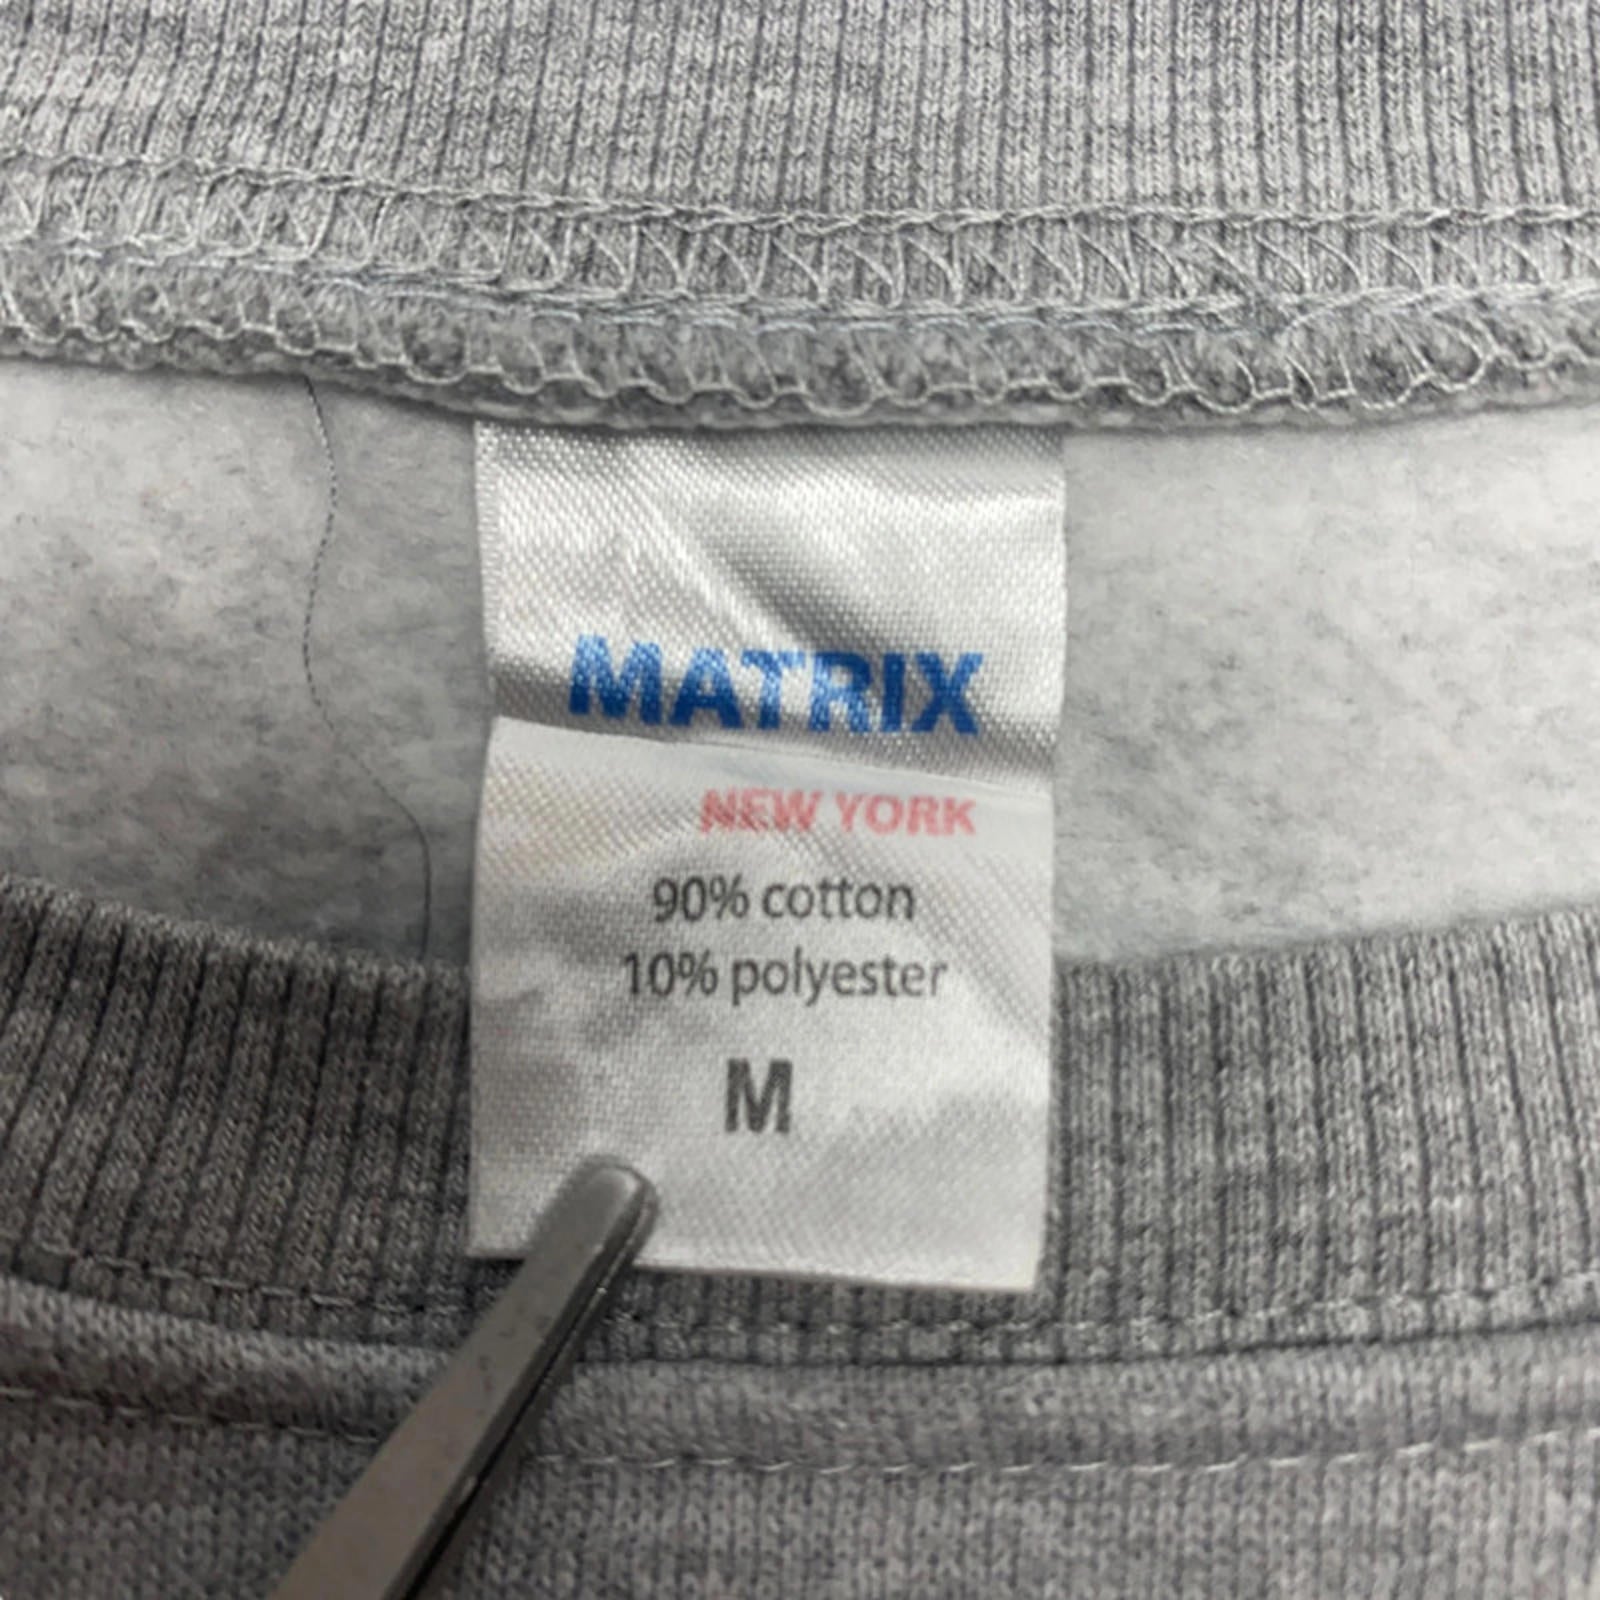 MATRIX
NEW YORK
90% cotton
10% polyester
M